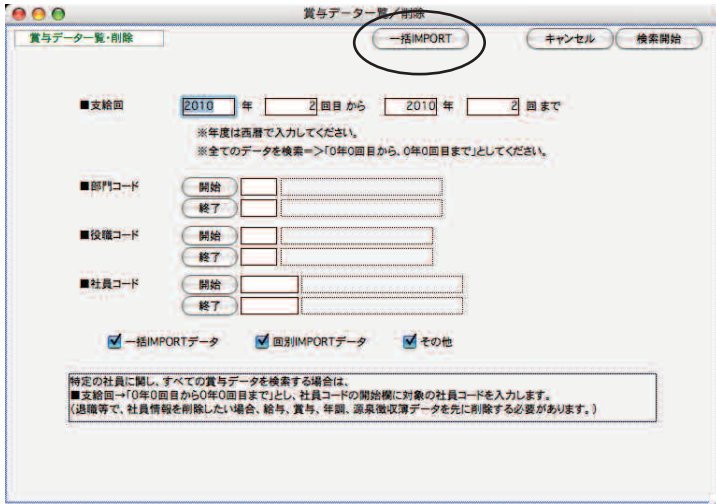 賞与データ一覧／削除
賞与データ一覧・削除
一括IMPORT
キャンセル
検索開始
■支給回 2010 年 2 回目 から 2010 年 2 回 まで
※年度は西暦で入力してください。
※全てのデータを検索=>「0年0回目から、0年0回目まで」としてください。
■部門コード 開始
終了
■役職コード 開始
終了
■社員コード 開始
終了
一括IMPORTデータ 回別IMPORTデータ その他
特定の社員に関し、すべての賞与データを検索する場合は、
■支給回→「0年0回目から0年0回目まで」とし、社員コードの開始欄に対象の社員コードを入力します。
(退職等で、社員情報を削除したい場合、給与、賞与、年調、源泉徴収簿データを先に削除する必要があります。)